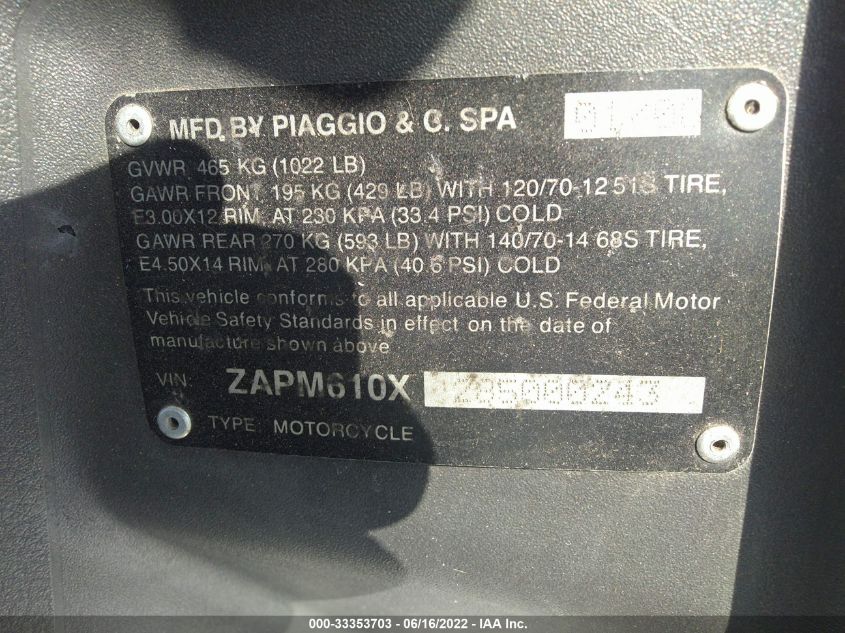 MFD. BY PIAGGIO & C. SPA
GVWR 465 KG (1022 LB)
GAWR FRONT 195 KG (429 LB) WITH 120/70-12 51S TIRE,
E3.00X12 RIM, AT 230 KPA (33.4 PSI) COLD
GAWR REAR 270 KG (593 LB) WITH 140/70-14 68S TIRE,
E4.50X14 RIM, AT 280 KPA (40.6 PSI) COLD
This vehicle conforms to all applicable U.S. Federal Motor
Vehicle Safety Standards in effect on the date of
manufacture shown above
VIN: ZAPM610X
TYPE MOTORCYCLE
000-33353703 - 06/16/2022 - IAA Inc.